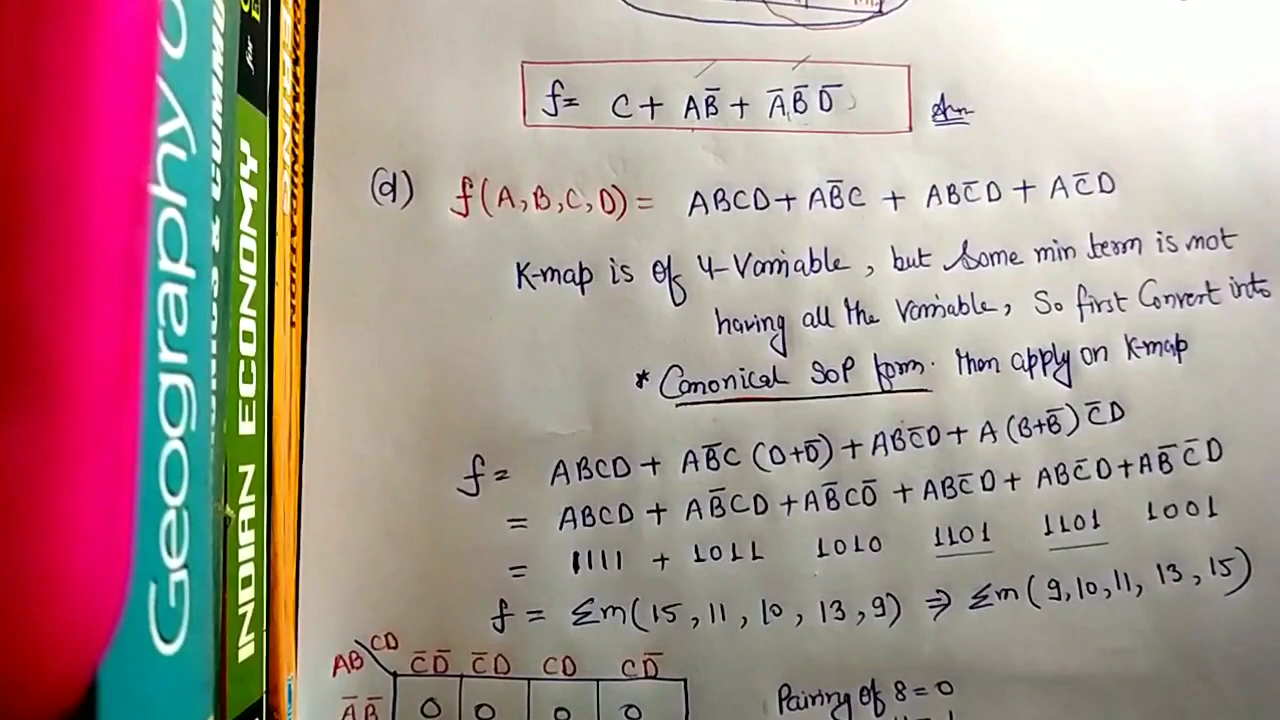 Geography
INDIAN ECONOMY
for
f = C + AB̅ + A̅B̅D̅ Ans
(d) f(A,B,C,D) = ABCD + AB̅C + ABC̅D + AC̅D
K-map is of 4-Variable, but Some min term is not
having all the Variable, So first Convert into
* Canonical SOP form. then apply on K-map
f = ABCD + AB̅C (D+D̅) + ABC̅D + A (B+B̅) C̅D
= ABCD + AB̅CD + AB̅CD̅ + ABC̅D + ABC̅D + AB̅C̅D
= 1111 + 1011 1010 1101 1101 1001
f = Σm(15, 11, 10, 13, 9) ⇒ Σm(9, 10, 11, 13, 15)
AB CD C̅D̅ C̅D CD CD̅
A̅B̅ 0 0 0 0
Pairing of 8 = 0